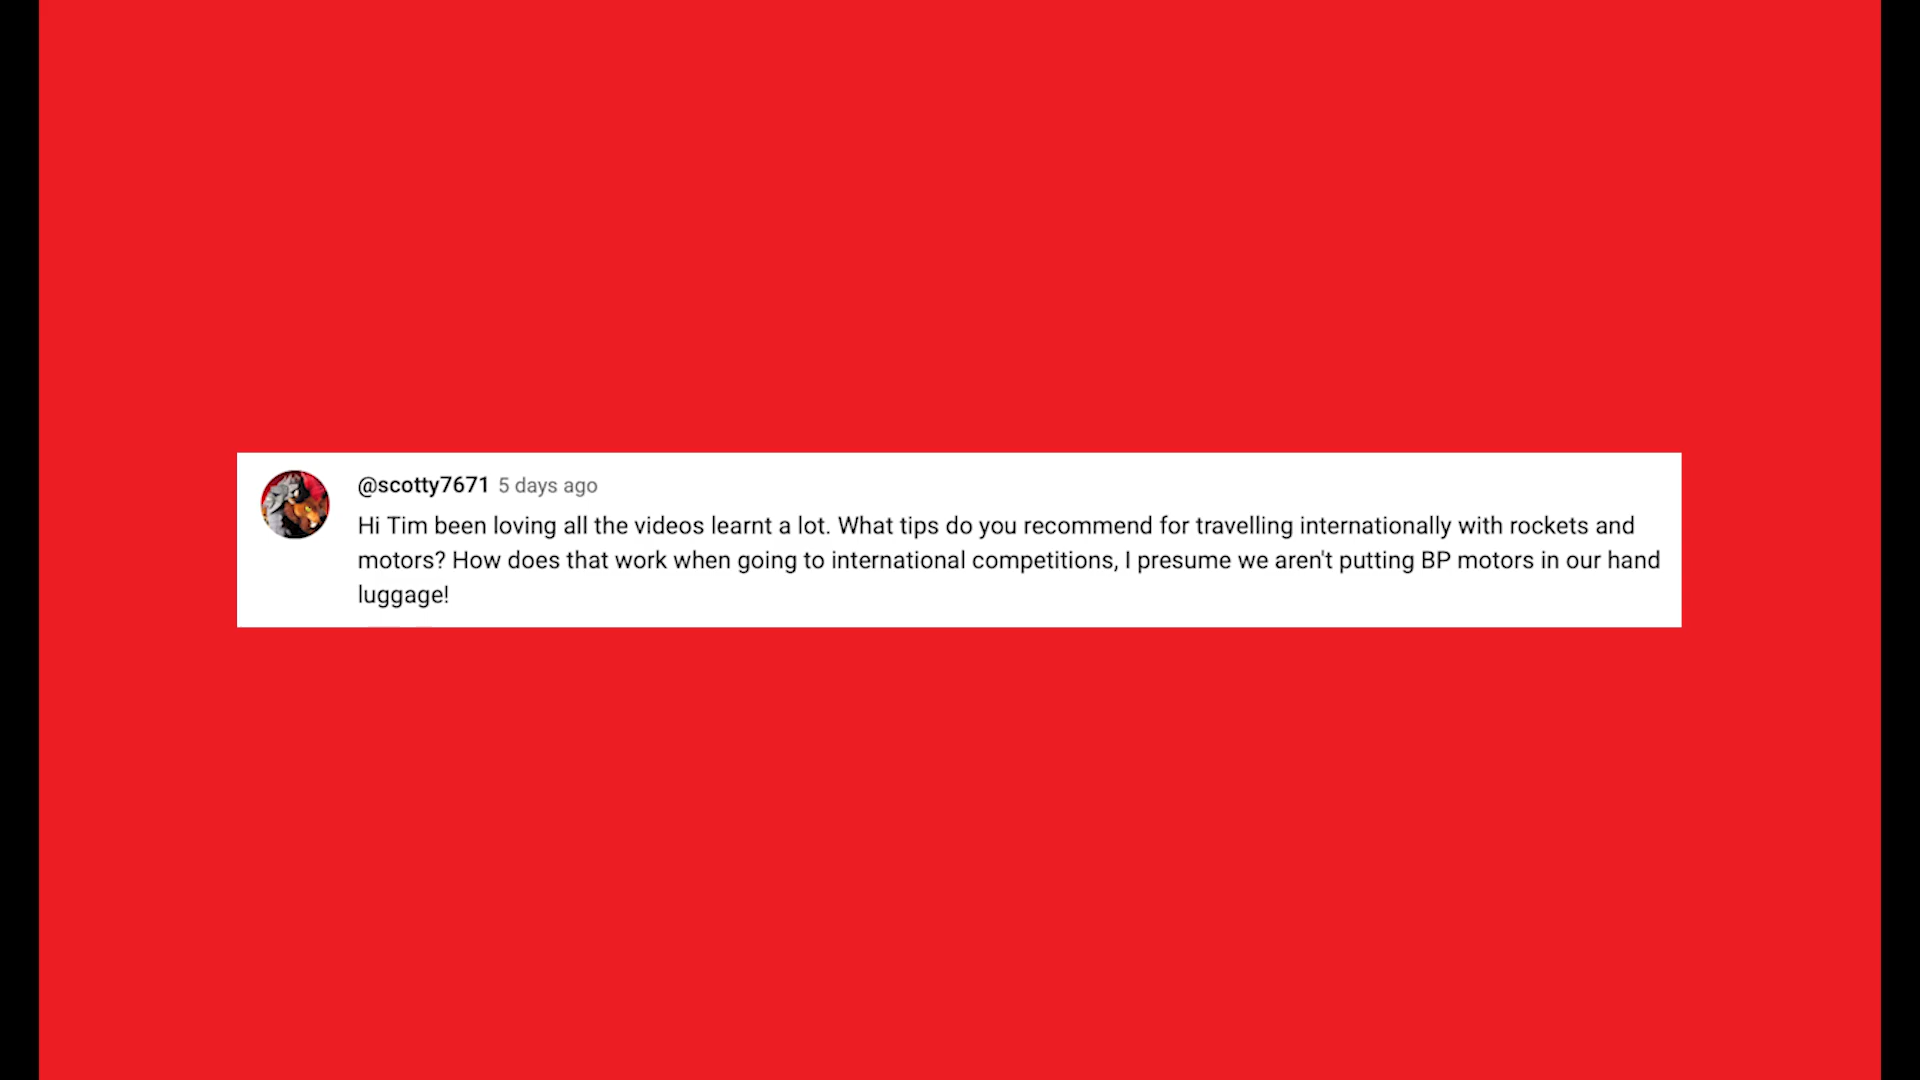 @scotty7671 5 days ago
Hi Tim been loving all the videos learnt a lot. What tips do you recommend for travelling internationally with rockets and
motors? How does that work when going to international competitions, I presume we aren't putting BP motors in our hand
luggage!